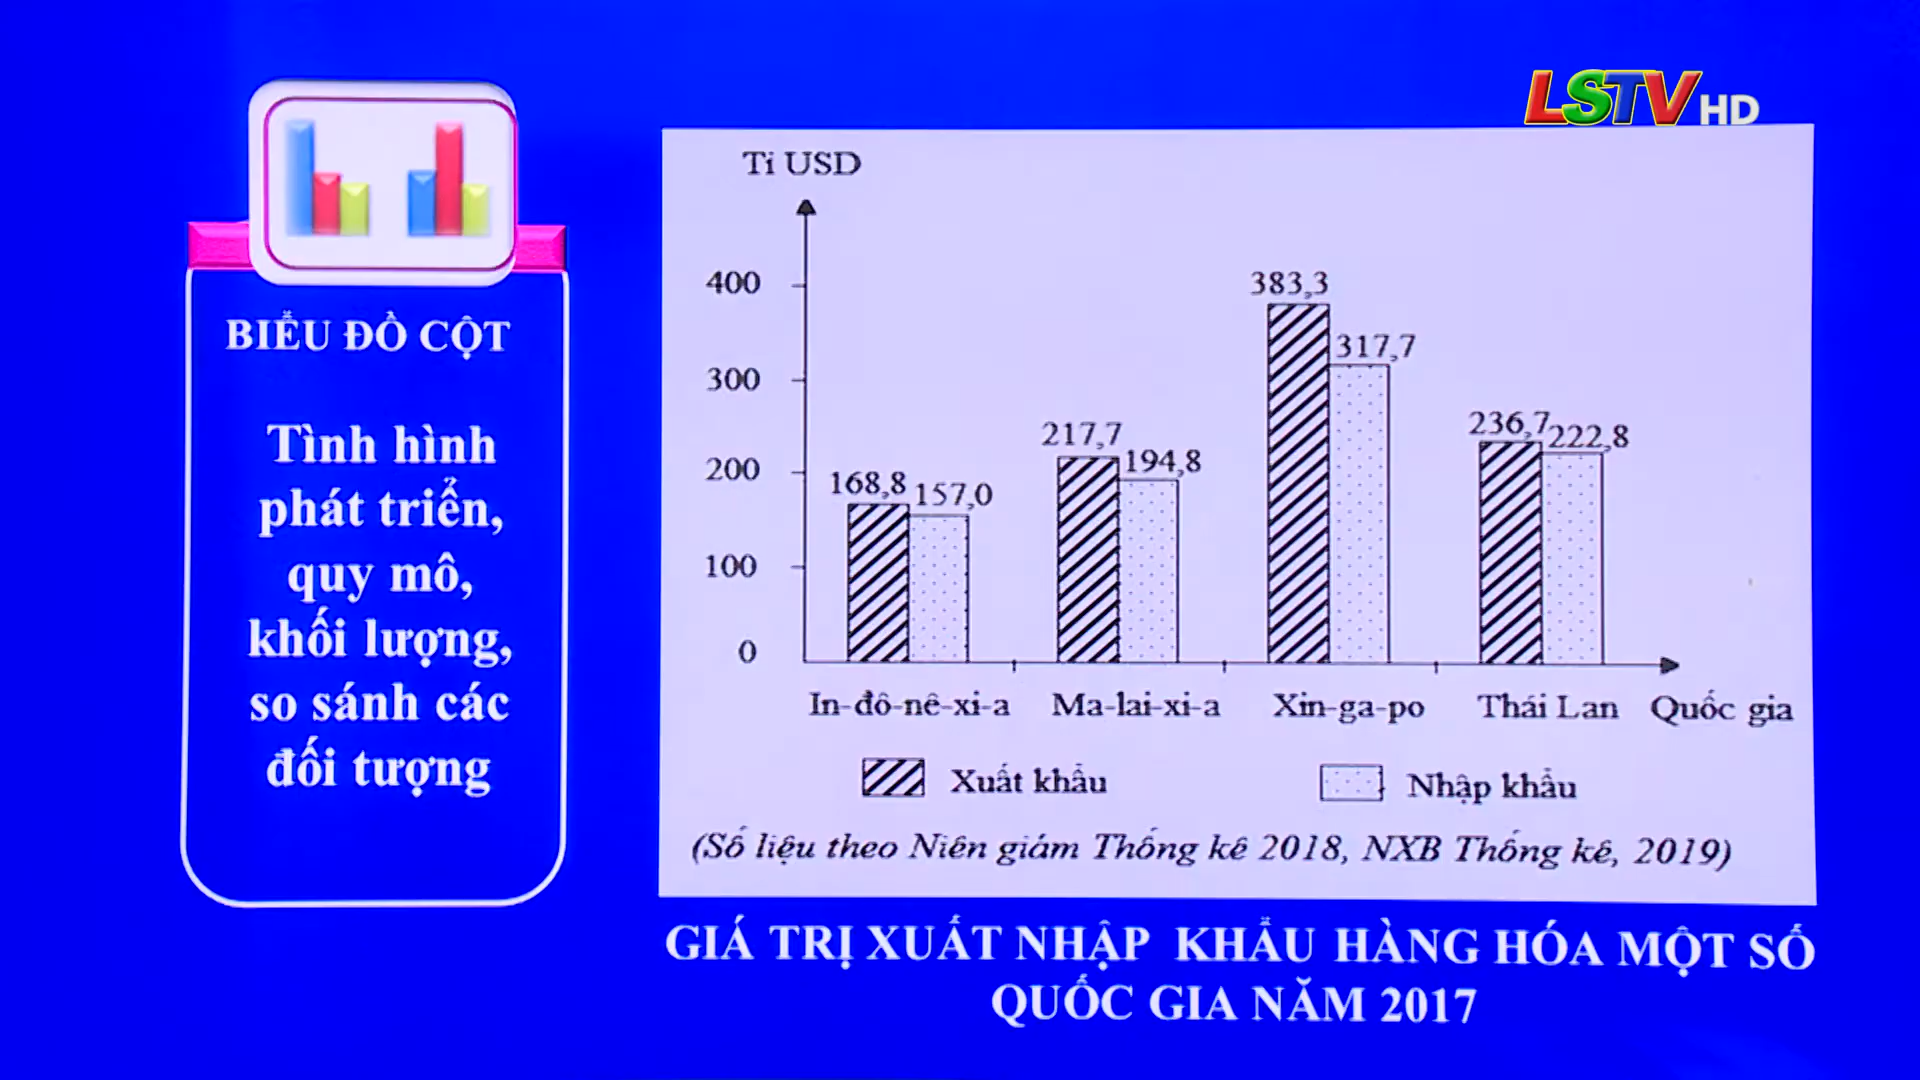 LSTV HD
BIỂU ĐỒ CỘT
Tình hình
phát triển,
quy mô,
khối lượng,
so sánh các
đối tượng
Tỉ USD
400
300
200
100
0
168,8
157,0
217,7
194,8
383,3
317,7
236,7
222,8
In-đô-nê-xi-a Ma-lai-xi-a Xin-ga-po Thái Lan Quốc gia
Xuất khẩu Nhập khẩu
(Số liệu theo Niên giám Thống kê 2018, NXB Thống kê, 2019)
GIÁ TRỊ XUẤT NHẬP KHẨU HÀNG HÓA MỘT SỐ
QUỐC GIA NĂM 2017